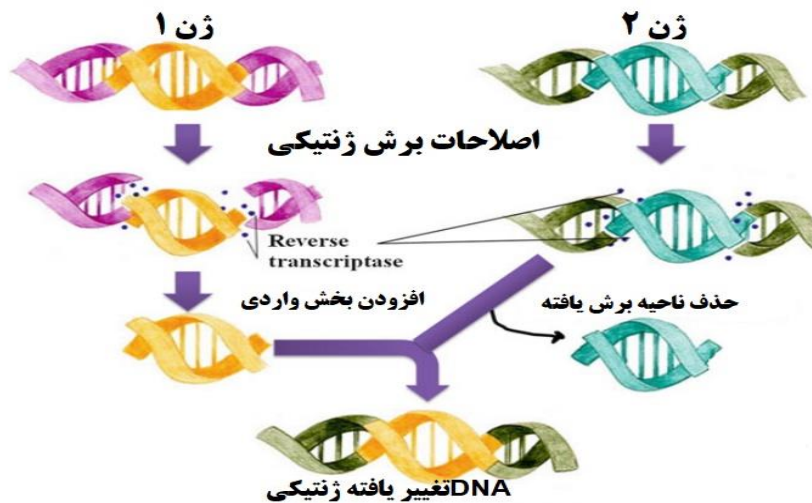 ژن ۱
ژن ۲
اصلاحات برش ژنتیکی
Reverse
transcriptase
افزودن بخش واردی
حذف ناحیه برش یافته
DNAتغییر یافته ژنتیکی